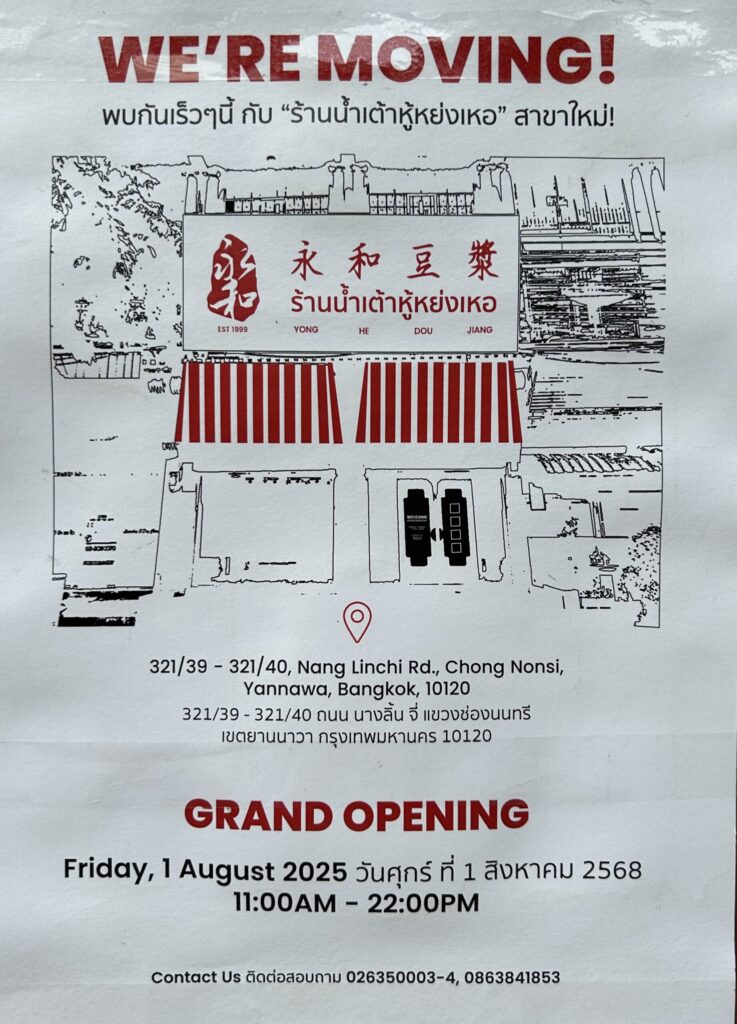 WE'RE MOVING!
พบกันเร็วๆนี้ กับ "ร้านน้ำเต้าหู้หย่งเหอ" สาขาใหม่!
永和
EST 1999
永 和 豆 漿
ร้านน้ำเต้าหู้หย่งเหอ
YONG HE DOU JIANG
WELCOME
321/39 - 321/40, Nang Linchi Rd., Chong Nonsi,
Yannawa, Bangkok, 10120
321/39 - 321/40 ถนน นางลิ้น จี่ แขวงช่องนนทรี
เขตยานนาวา กรุงเทพมหานคร 10120
GRAND OPENING
Friday, 1 August 2025 วันศุกร์ ที่ 1 สิงหาคม 2568
11:00AM - 22:00PM
Contact Us ติดต่อสอบถาม 026350003-4, 0863841853